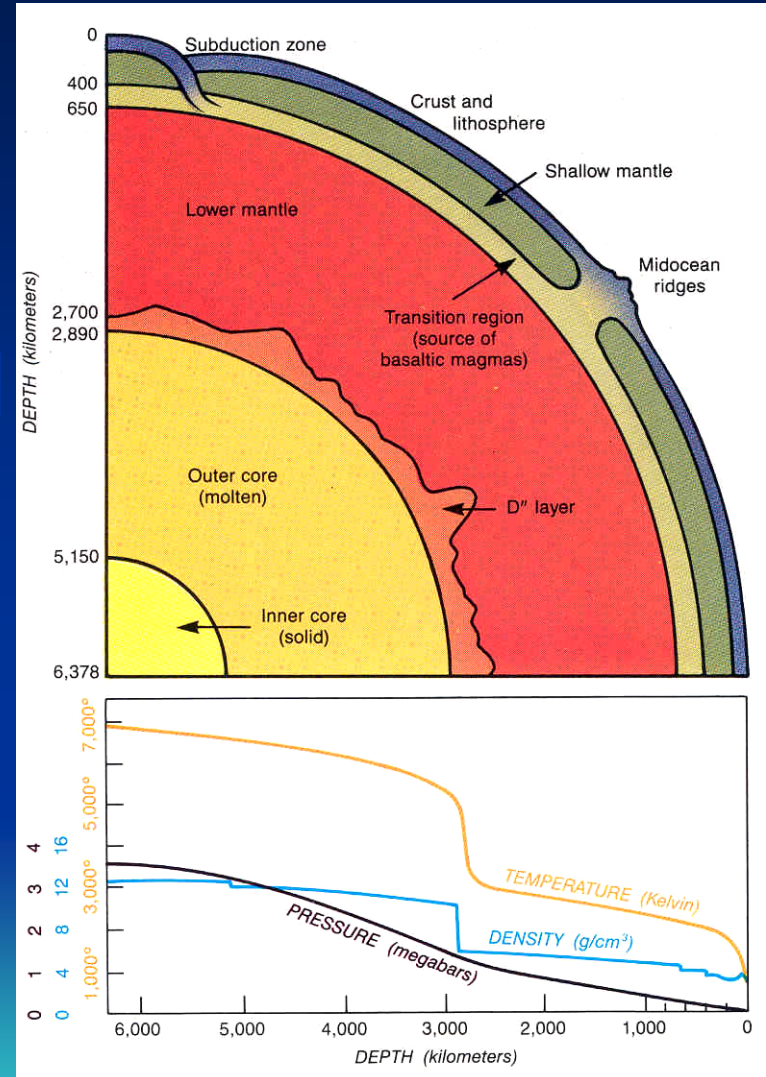 0
Subduction zone
400
650
Crust and
lithosphere
Shallow mantle
Lower mantle
Midocean
ridges
DEPTH (kilometers)
2,700
2,890
Transition region
(source of
basaltic magmas)
Outer core
(molten)
D" layer
5,150
Inner core
(solid)
6,378
7,000°
5,000°
3,000°
1,000°
16
12
8
4
0
4
3
2
1
0
TEMPERATURE (Kelvin)
PRESSURE (megabars)
DENSITY (g/cm³)
6,000 5,000 4,000 3,000 2,000 1,000 0
DEPTH (kilometers)